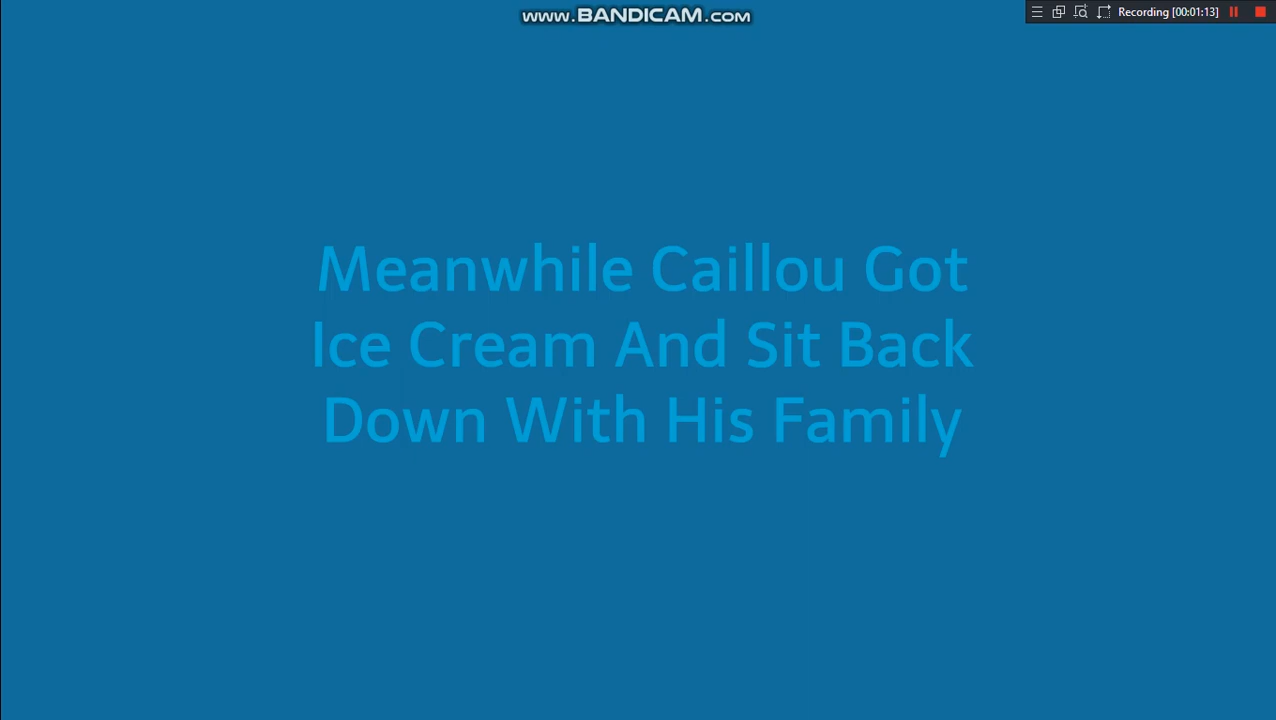 www.BANDICAM.com
Recording [00:01:13]
Meanwhile Caillou Got
Ice Cream And Sit Back
Down With His Family